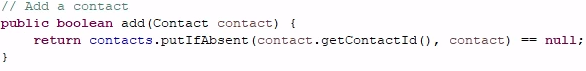 // Add a contact
public boolean add(Contact contact) {
    return contacts.putIfAbsent(contact.getContactId(), contact) == null;
}